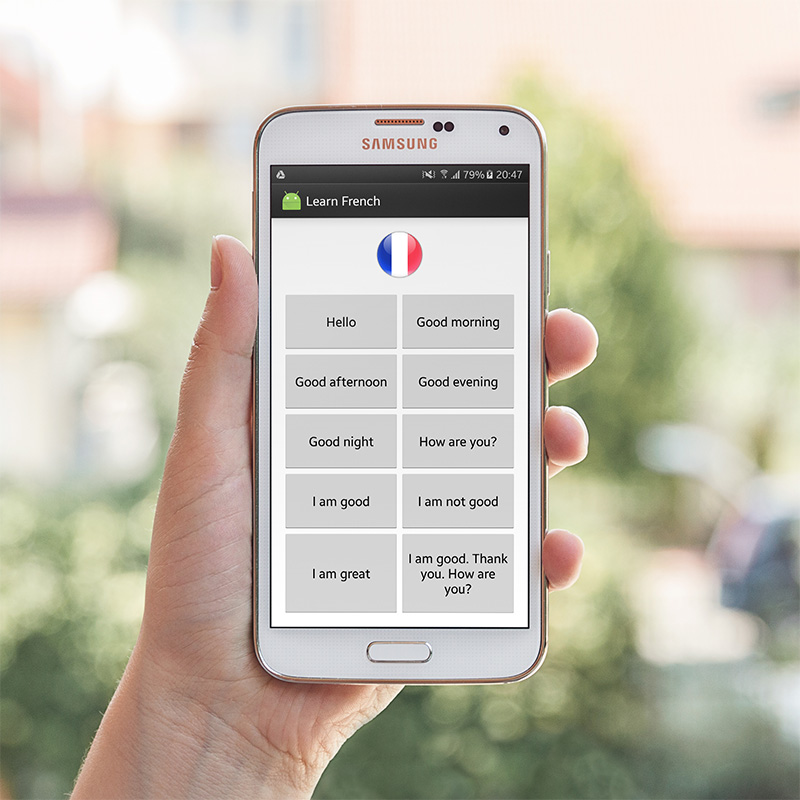 SAMSUNG
79% 20:47
Learn French
Hello
Good morning
Good afternoon
Good evening
Good night
How are you?
I am good
I am not good
I am great
I am good. Thank
you. How are
you?